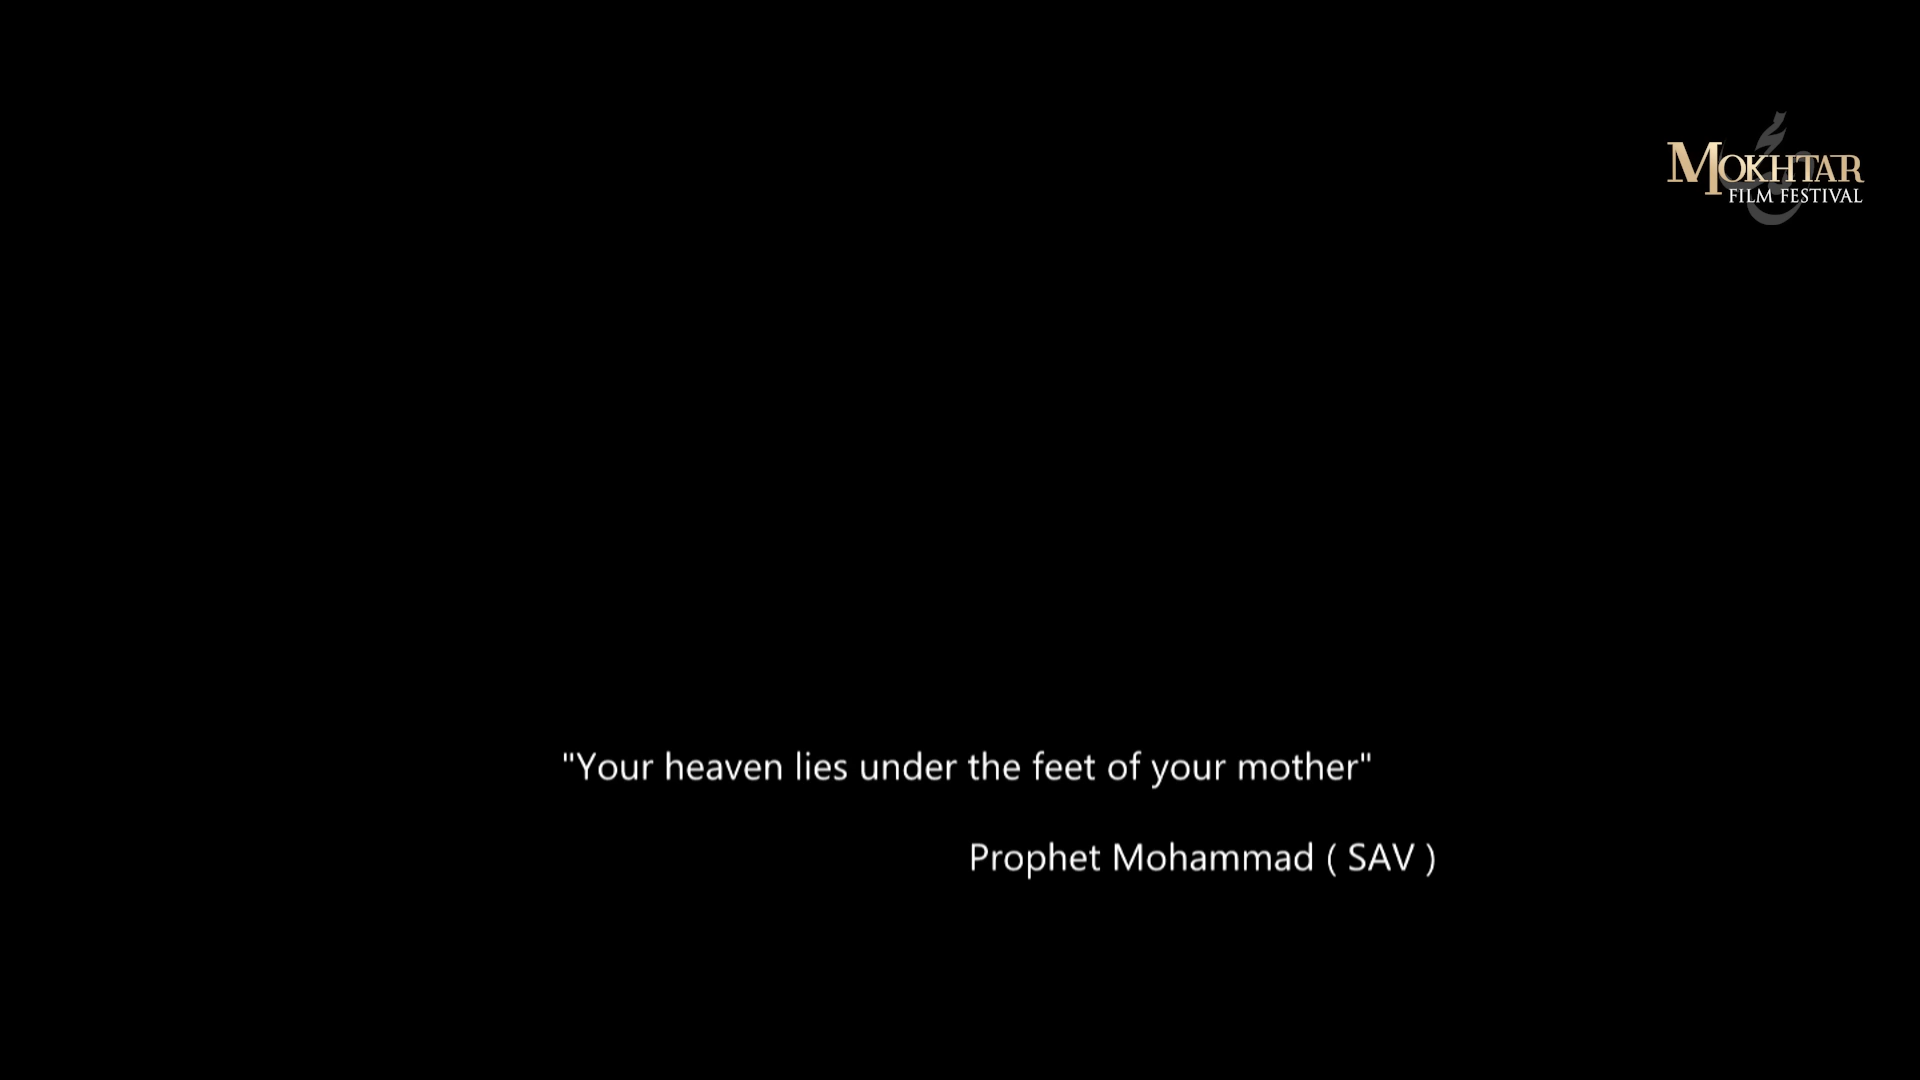 MOKHTAR
FILM FESTIVAL
"Your heaven lies under the feet of your mother"
Prophet Mohammad ( SAV )